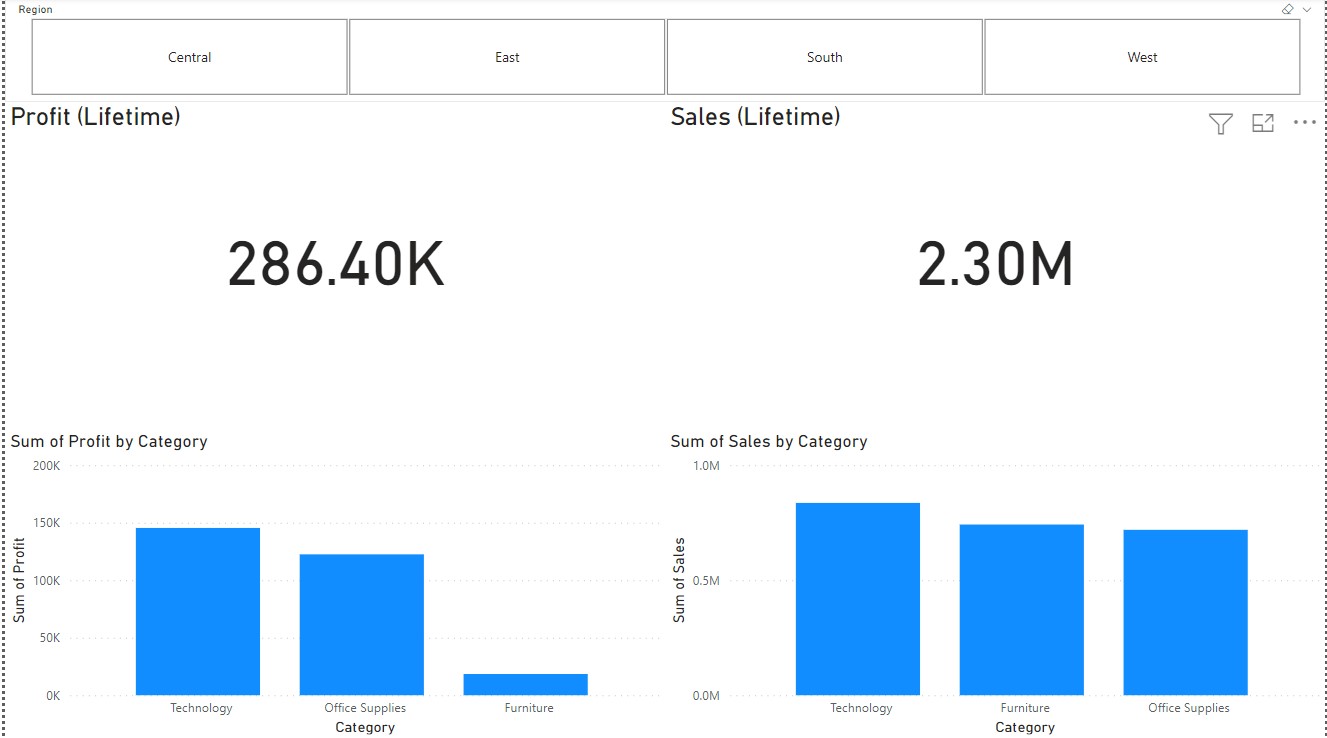 Region
Central East South West
Profit (Lifetime)
286.40K
Sales (Lifetime)
2.30M
Sum of Profit by Category
200K
150K
100K
50K
0K
Sum of Profit
Technology Office Supplies Furniture
Category
Sum of Sales by Category
1.0M
0.5M
0.0M
Sum of Sales
Technology Furniture Office Supplies
Category